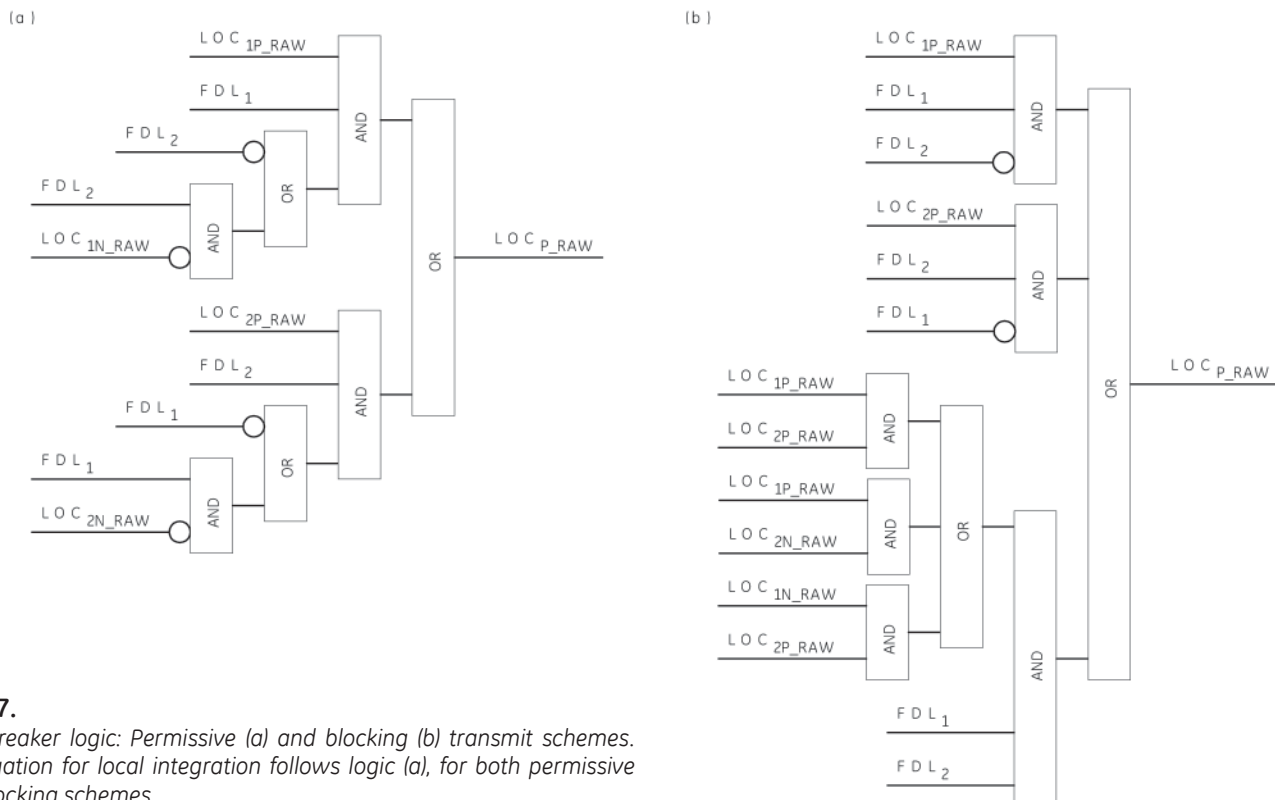 (a)
LOC 1P_RAW
FDL 1
FDL 2
FDL 2
LOC 1N_RAW
AND
OR
AND
LOC 2P_RAW
FDL 2
FDL 1
FDL 1
LOC 2N_RAW
AND
OR
AND
OR
LOC P_RAW
(b)
LOC 1P_RAW
FDL 1
FDL 2
AND
LOC 2P_RAW
FDL 2
FDL 1
AND
LOC 1P_RAW
LOC 2P_RAW
AND
LOC 1P_RAW
LOC 2N_RAW
AND
LOC 1N_RAW
LOC 2P_RAW
AND
OR
FDL 1
FDL 2
AND
OR
LOC P_RAW
7.
reaker logic: Permissive (a) and blocking (b) transmit schemes.
uation for local integration follows logic (a), for both permissive
ocking schemes